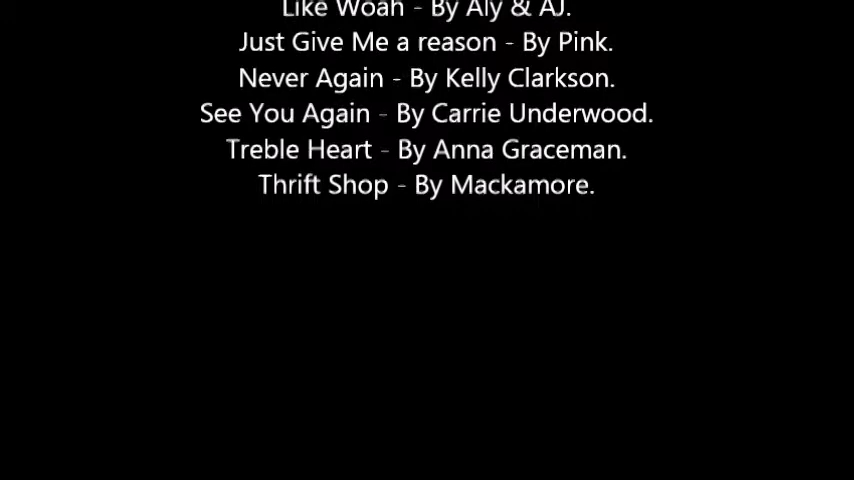 Like Woah - By Aly & AJ.
Just Give Me a reason - By Pink.
Never Again - By Kelly Clarkson.
See You Again - By Carrie Underwood.
Treble Heart - By Anna Graceman.
Thrift Shop - By Mackamore.